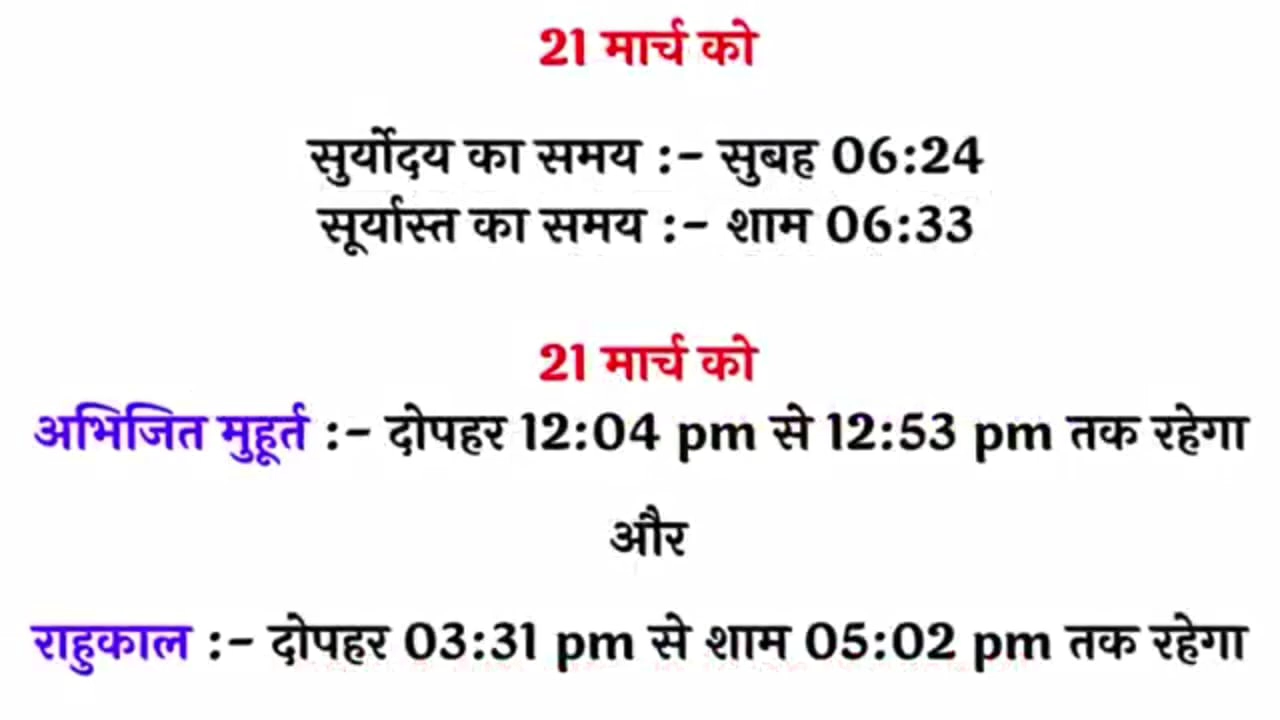 21 मार्च को
सुर्योदय का समय :- सुबह 06:24
सूर्यास्त का समय :- शाम 06:33
21 मार्च को
अभिजित मुहूर्त :- दोपहर 12:04 pm से 12:53 pm तक रहेगा
और
राहुकाल :- दोपहर 03:31 pm से शाम 05:02 pm तक रहेगा